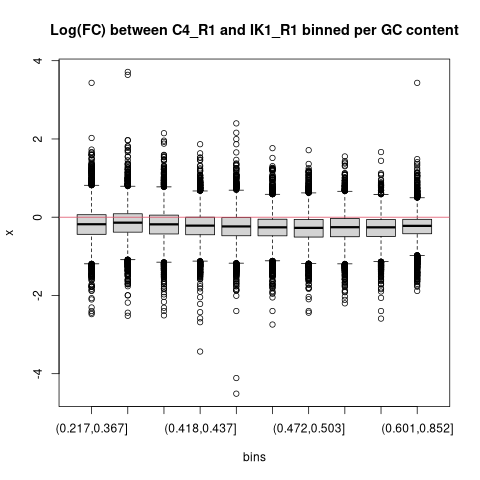 Log(FC) between C4_R1 and IK1_R1 binned per GC content
4
2
0
-2
-4
x
(0.217,0.367] (0.418,0.437] (0.472,0.503] (0.601,0.852]
bins